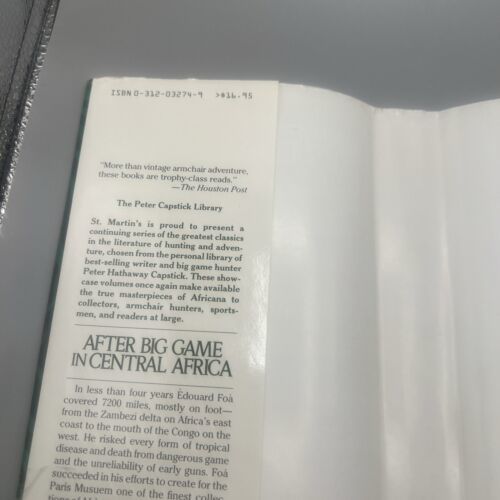 ISBN 0-312-03274-9 >$16.95
"More than vintage armchair adventure,
these books are trophy-class reads."
—The Houston Post
The Peter Capstick Library
St. Martin's is proud to present a
continuing series of the greatest classics
in the literature of hunting and adven-
ture, chosen from the personal library of
best-selling writer and big game hunter
Peter Hathaway Capstick. These show-
case volumes once again make available
the true masterpieces of Africana to
collectors, armchair hunters, sports-
men, and readers at large.
AFTER BIG GAME
IN CENTRAL AFRICA
In less than four years Édouard Foà
covered 7200 miles, mostly on foot—
from the Zambezi delta on Africa's east
coast to the mouth of the Congo on the
west. He risked every form of tropical
disease and death from dangerous game
and the unreliability of early guns. Foà
succeeded in his efforts to create for the
Paris Musuem one of the finest collec-